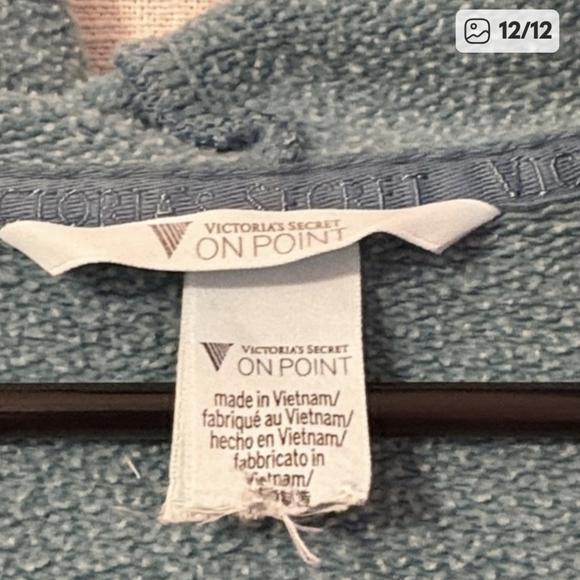 12/12
VICTORIA'S SECRET VIC
VICTORIA'S SECRET
ON POINT
VICTORIA'S SECRET
ON POINT
made in Vietnam/
fabriqué au Vietnam/
hecho en Vietnam/
fabbricato in
Vietnam/